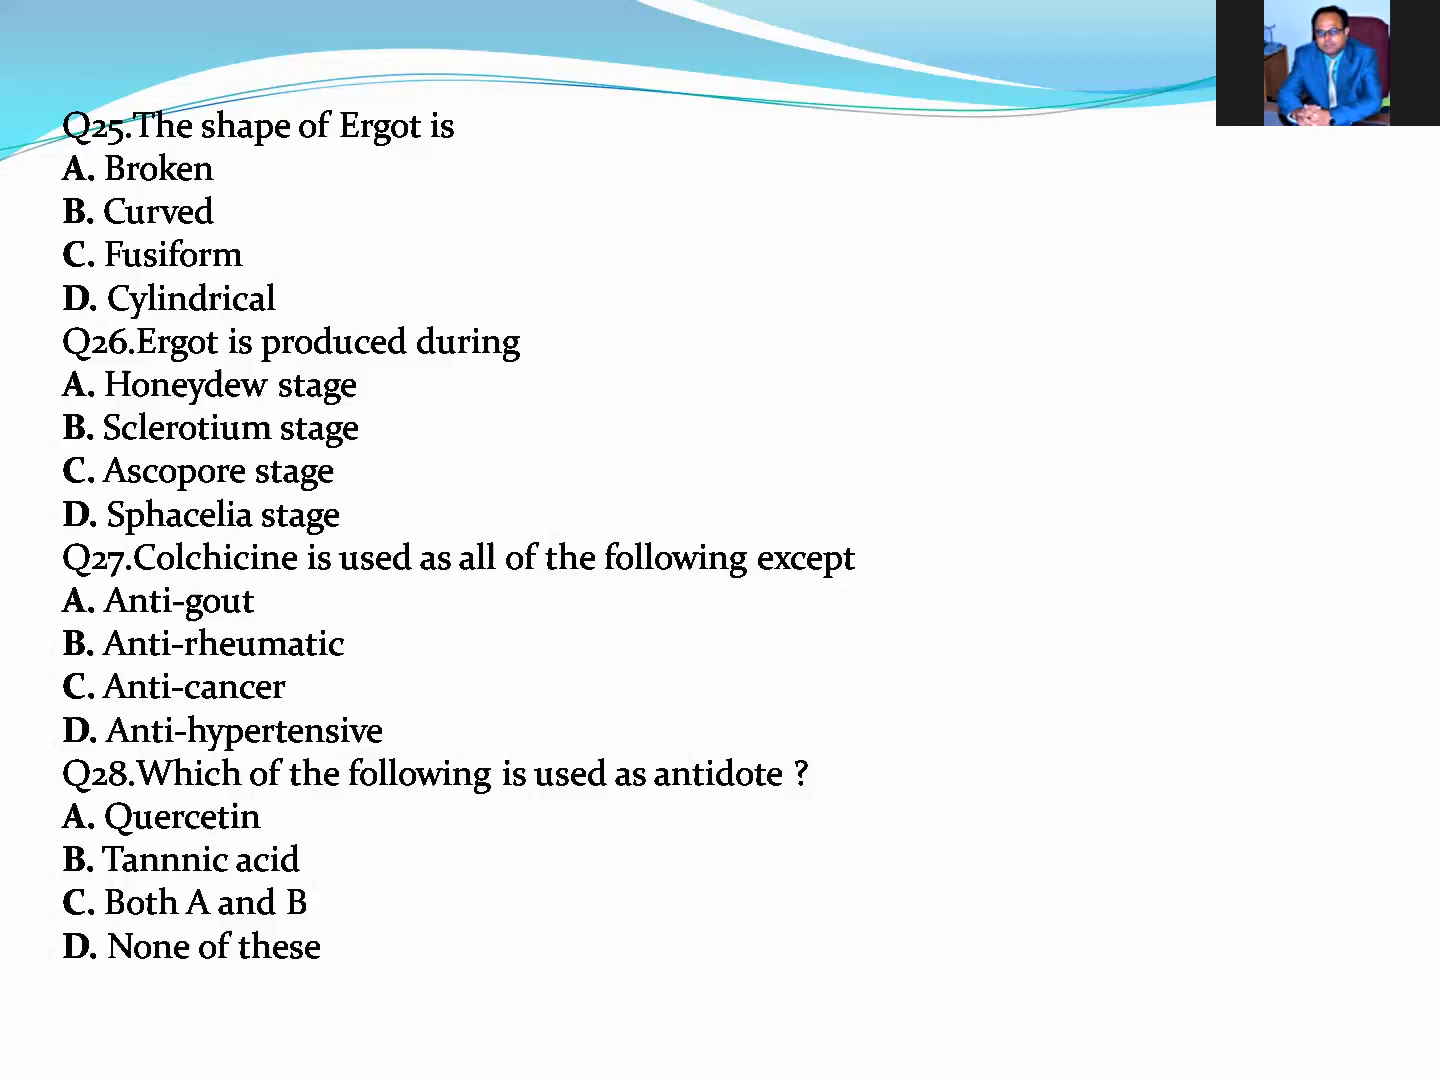 Q25.The shape of Ergot is
A. Broken
B. Curved
C. Fusiform
D. Cylindrical
Q26.Ergot is produced during
A. Honeydew stage
B. Sclerotium stage
C. Ascopore stage
D. Sphacelia stage
Q27.Colchicine is used as all of the following except
A. Anti-gout
B. Anti-rheumatic
C. Anti-cancer
D. Anti-hypertensive
Q28.Which of the following is used as antidote ?
A. Quercetin
B. Tannnic acid
C. Both A and B
D. None of these